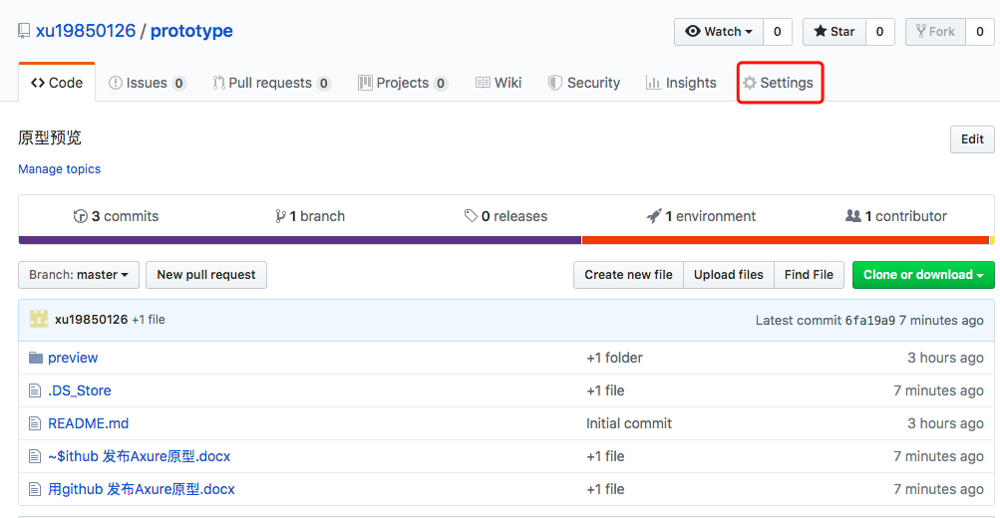 xu19850126 / prototype
Watch 0 Star 0 Fork 0
Code Issues 0 Pull requests 0 Projects 0 Wiki Security Insights Settings
原型预览
Edit
Manage topics
3 commits 1 branch 0 releases 1 environment 1 contributor
Branch: master New pull request Create new file Upload files Find File Clone or download
xu19850126 +1 file Latest commit 6fa19a9 7 minutes ago
preview +1 folder 3 hours ago
.DS_Store +1 file 7 minutes ago
README.md Initial commit 3 hours ago
~$ithub 发布Axure原型.docx +1 file 7 minutes ago
用github 发布Axure原型.docx +1 file 7 minutes ago